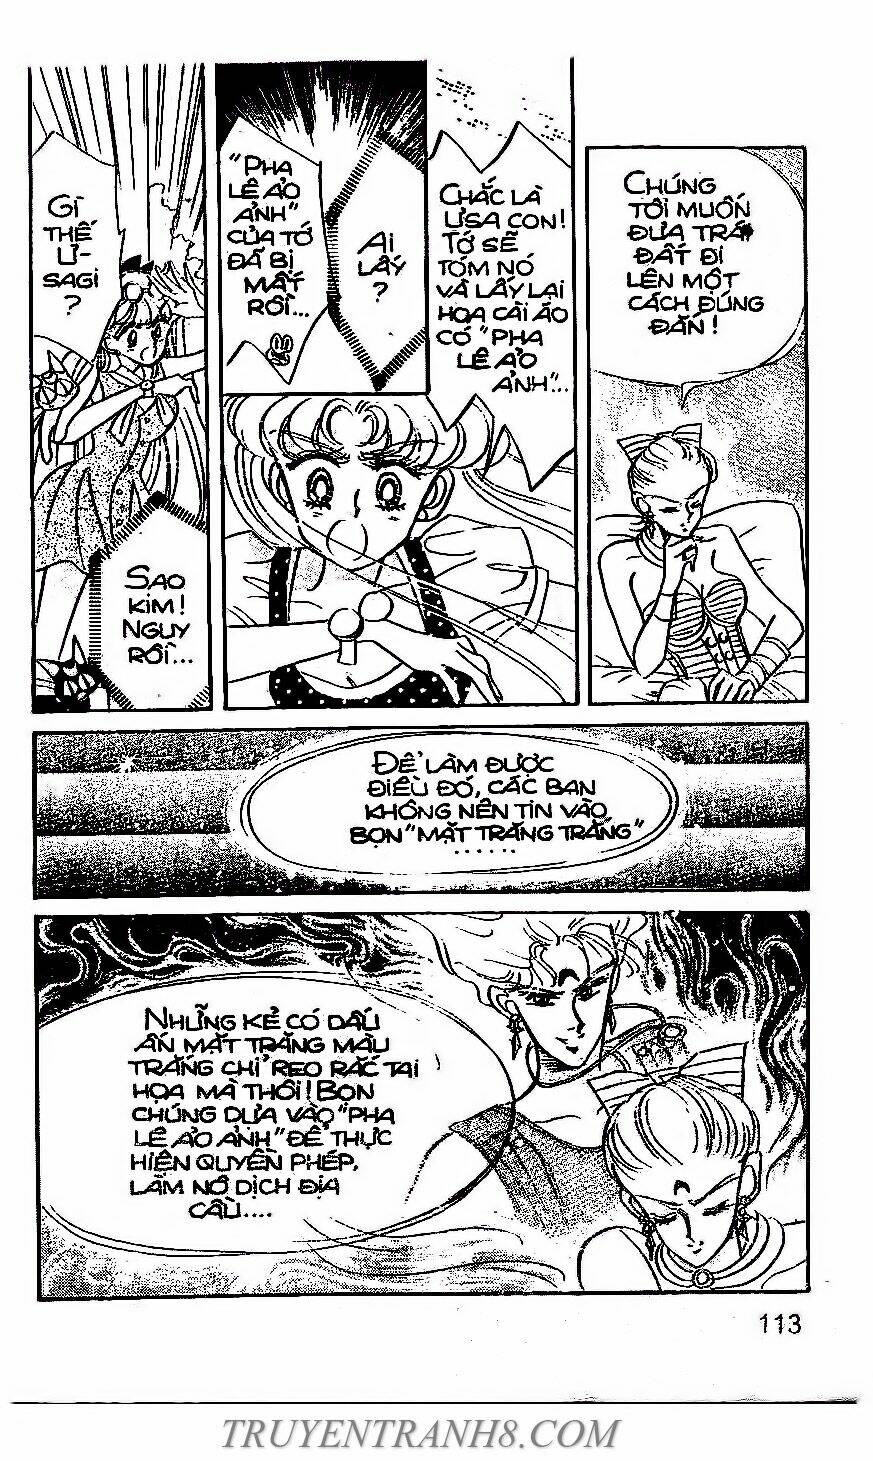 CHÚNG
TÔI MUỐN
ĐƯA TRÁI
ĐẤT ĐI
LÊN MỘT
CÁCH ĐÚNG
ĐẮN!
CHẮC LÀ
ƯSA CON!
TỚ SẼ
TÓM NÓ
VÀ LẤY LẠI
HOA CÀI ÁO
CÓ "PHA
LÊ ẢO
ẢNH"...
AI
LẤY
?
"PHA
LÊ ẢO
ẢNH"
CỦA TỚ
ĐÃ BỊ
MẤT
RỒI...
GÌ
THẾ
Ư-
SAGI
?
SAO
KIM!
NGUY
RỒI...
ĐỂ LÀM ĐƯỢC
ĐIỀU ĐÓ, CÁC BẠN
KHÔNG NÊN TIN VÀO
BỌN "MẶT TRĂNG TRẮNG"
......
NHỮNG KẺ CÓ DẤU
ẤN MẶT TRĂNG MÀU
TRẮNG CHỈ REO RẮC TAI
HỌA MÀ THÔI! BỌN
CHÚNG DỰA VÀO "PHA
LÊ ẢO ẢNH" ĐỂ THỰC
HIỆN QUYỀN PHÉP,
LÀM NÔ DỊCH ĐỊA
CẦU....
113
TRUYENTRANH8.COM